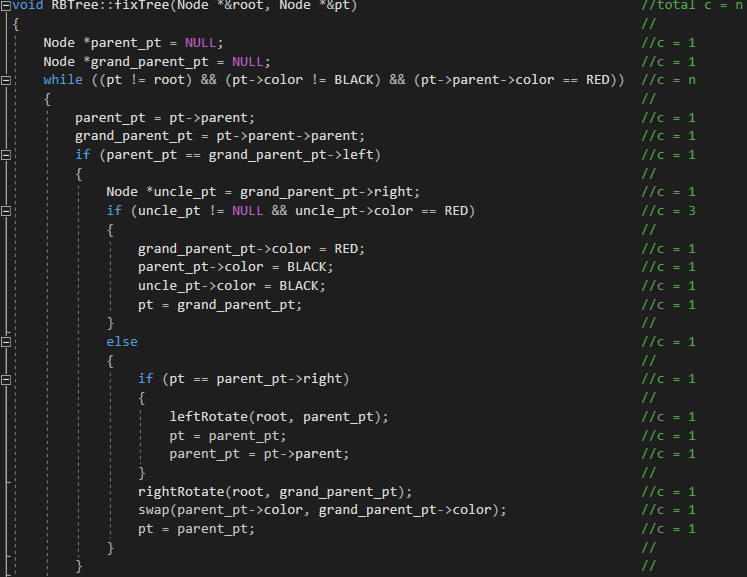 void RBTree::fixTree(Node *&root, Node *&pt) //total c = n
{ //
Node *parent_pt = NULL; //c = 1
Node *grand_parent_pt = NULL; //c = 1
while ((pt != root) && (pt->color != BLACK) && (pt->parent->color == RED)) //c = n
{ //
parent_pt = pt->parent; //c = 1
grand_parent_pt = pt->parent->parent; //c = 1
if (parent_pt == grand_parent_pt->left) //c = 1
{ //
Node *uncle_pt = grand_parent_pt->right; //c = 1
if (uncle_pt != NULL && uncle_pt->color == RED) //c = 3
{ //
grand_parent_pt->color = RED; //c = 1
parent_pt->color = BLACK; //c = 1
uncle_pt->color = BLACK; //c = 1
pt = grand_parent_pt; //c = 1
} //
else //c = 1
{ //
if (pt == parent_pt->right) //c = 1
{ //
leftRotate(root, parent_pt); //c = 1
pt = parent_pt; //c = 1
parent_pt = pt->parent; //c = 1
} //
rightRotate(root, grand_parent_pt); //c = 1
swap(parent_pt->color, grand_parent_pt->color); //c = 1
pt = parent_pt; //c = 1
} //
} //